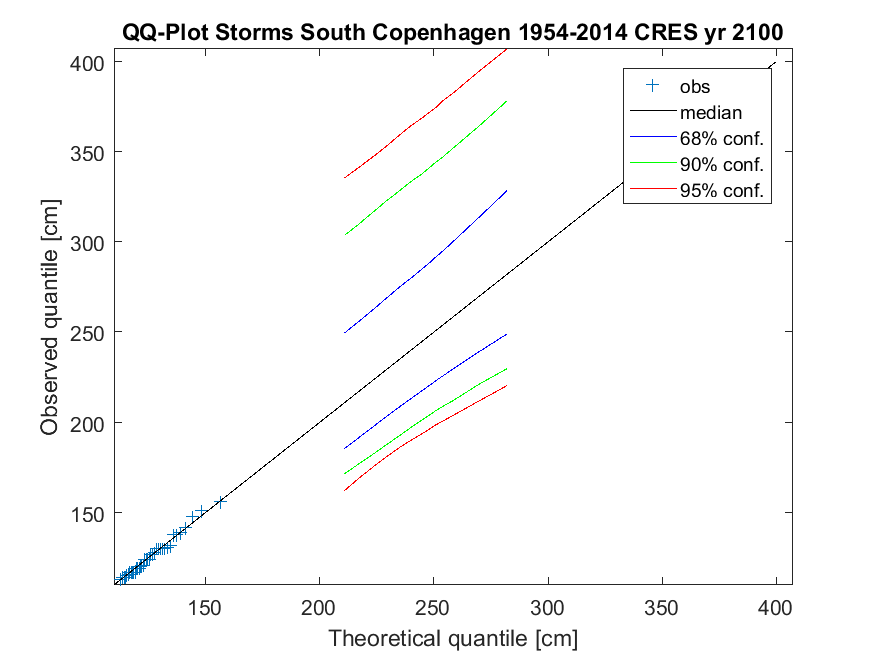 QQ-Plot Storms South Copenhagen 1954-2014 CRES yr 2100
400
350
300
250
200
150
Observed quantile [cm]
obs
median
68% conf.
90% conf.
95% conf.
150 200 250 300 350 400
Theoretical quantile [cm]